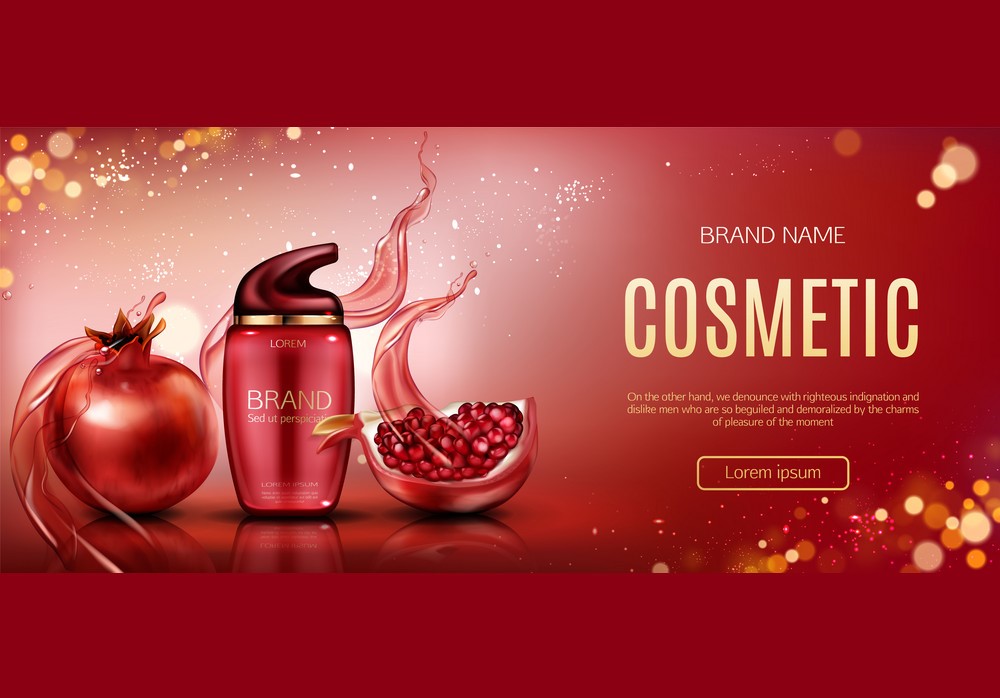 BRAND NAME
COSMETIC
On the other hand, we denounce with righteous indignation and
dislike men who are so beguiled and demoralized by the charms
of pleasure of the moment
Lorem ipsum
LOREM
BRAND
Sed ut perspiciati
LOREM IPSUM